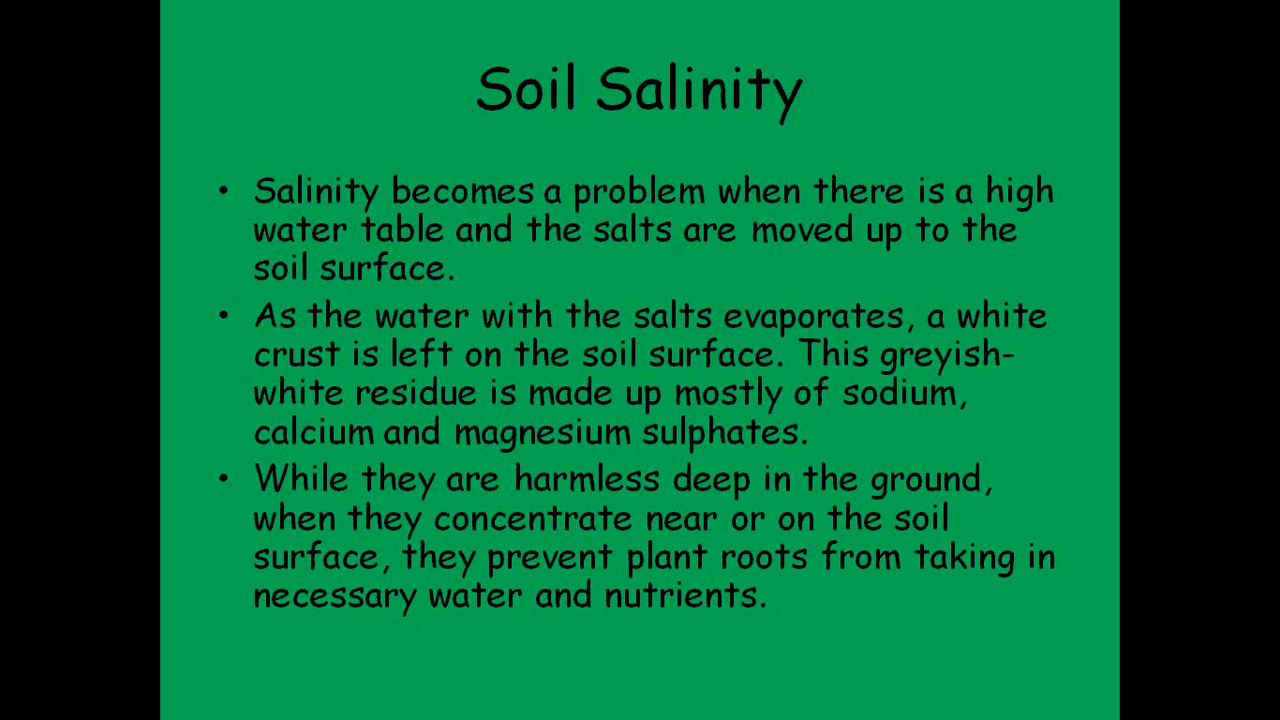 Soil Salinity
• Salinity becomes a problem when there is a high
water table and the salts are moved up to the
soil surface.
• As the water with the salts evaporates, a white
crust is left on the soil surface. This greyish-
white residue is made up mostly of sodium,
calcium and magnesium sulphates.
• While they are harmless deep in the ground,
when they concentrate near or on the soil
surface, they prevent plant roots from taking in
necessary water and nutrients.